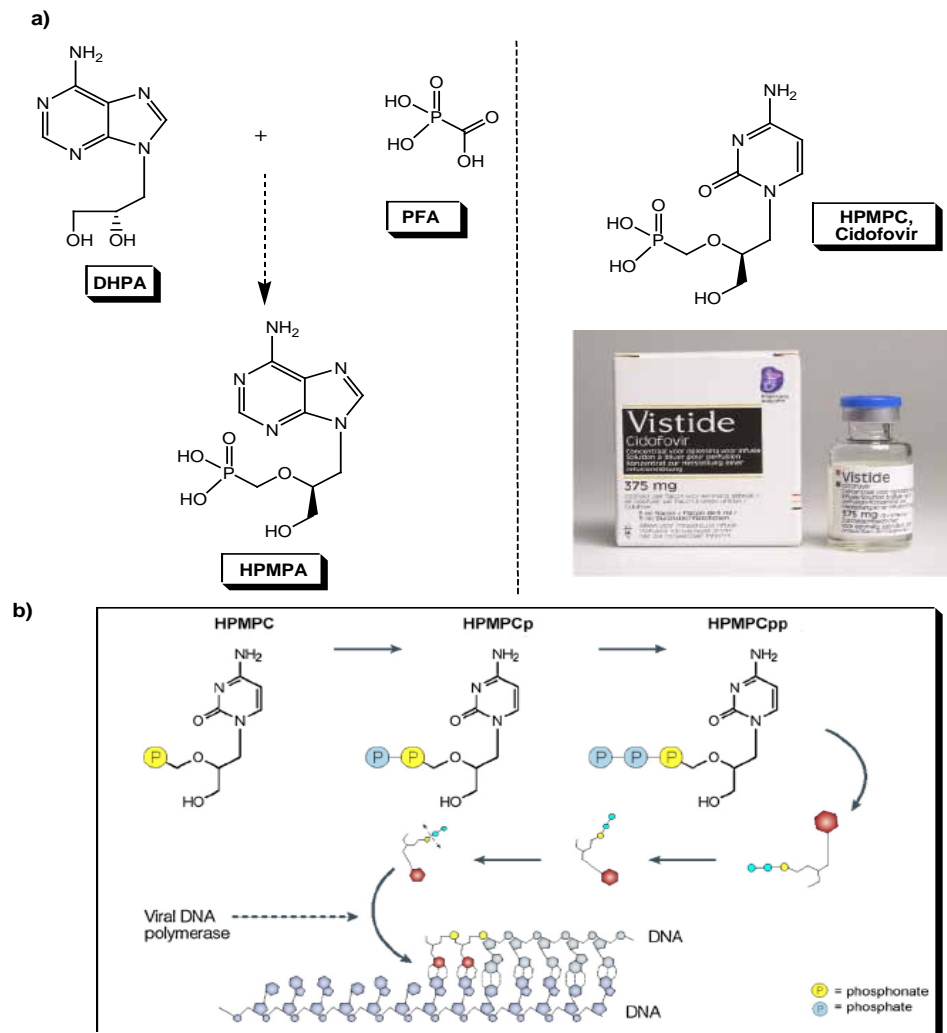 a)
NH2
N
N
N
N
OH
OH
DHPA
+
O
HO
P
O
HO
OH
PFA
NH2
N
O
N
O
HO
P
O
HO
HO
HPMPC,
Cidofovir
NH2
N
N
N
N
O
HO
P
O
HO
HO
HPMPA
Vistide
Cidofovir
375 mg
Vistide
375 mg
b)
HPMPC
HPMPCp
HPMPCpp
NH2
N
O
N
P
O
HO
NH2
N
O
N
P
P
O
HO
NH2
N
O
N
P
P
P
O
HO
Viral DNA
polymerase
DNA
DNA
P = phosphonate
P = phosphate